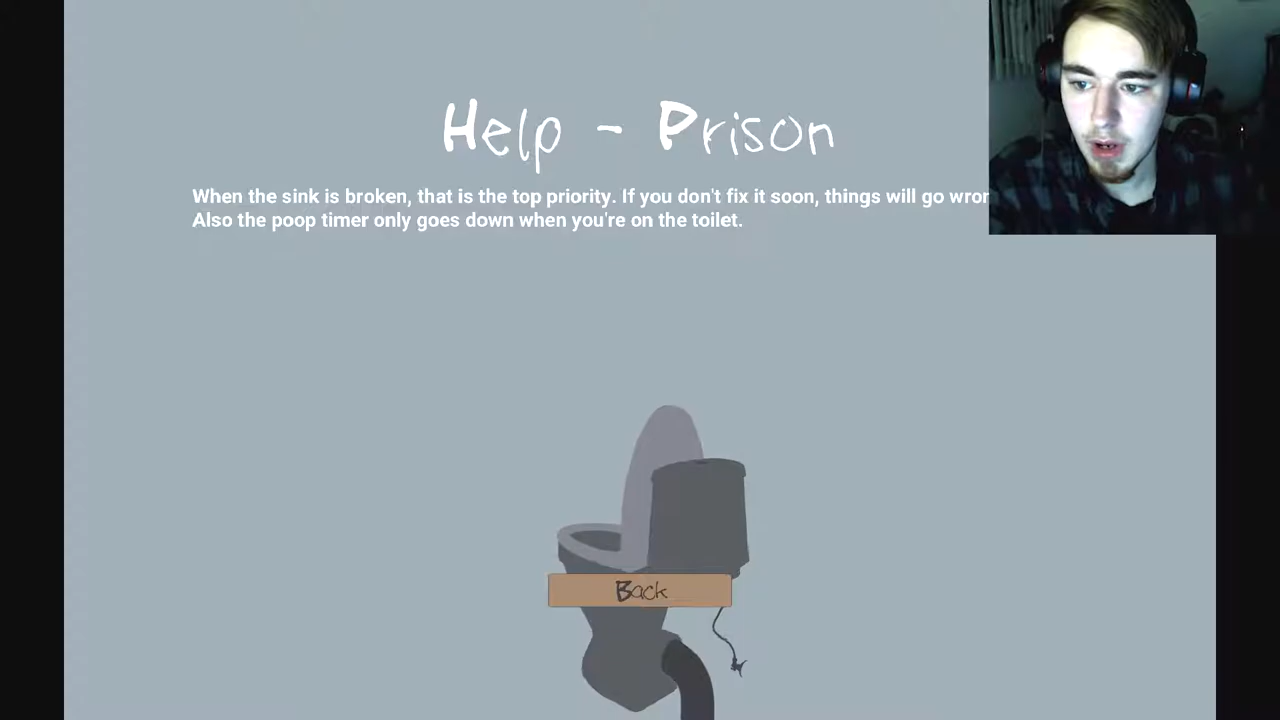 Help - Prison
When the sink is broken, that is the top priority. If you don't fix it soon, things will go
Also the poop timer only goes down when you're on the toilet.
Back